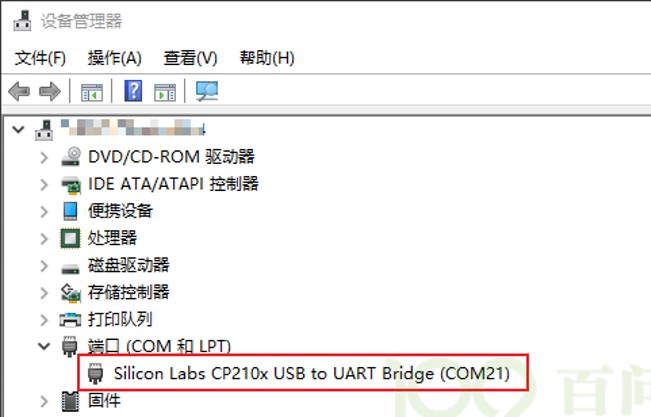 设备管理器
文件(F) 操作(A) 查看(V) 帮助(H)
DVD/CD-ROM 驱动器
IDE ATA/ATAPI 控制器
便携设备
处理器
磁盘驱动器
存储控制器
打印队列
端口 (COM 和 LPT)
Silicon Labs CP210x USB to UART Bridge (COM21)
固件
100 百问